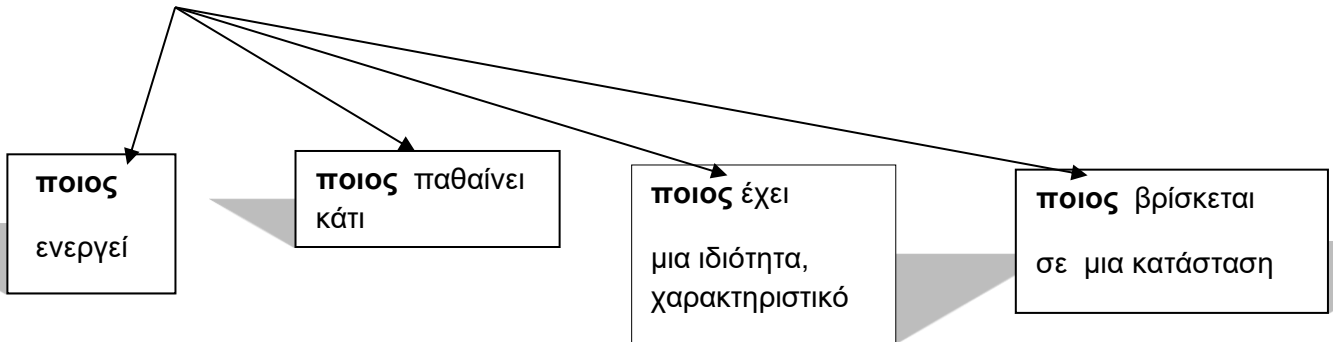 ποιος
ενεργεί
ποιος παθαίνει
κάτι
ποιος έχει
μια ιδιότητα,
χαρακτηριστικό
ποιος βρίσκεται
σε μια κατάσταση